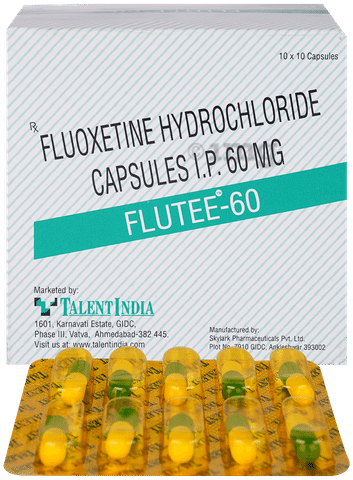 10 x 10 Capsules
Rx
FLUOXETINE HYDROCHLORIDE
CAPSULES I.P. 60 MG
FLUTEE™-60
Marketed by:
TALENTINDIA
1601, Karnavati Estate, GIDC,
Phase III, Vatva, Ahmedabad-382 445.
Visit us at: www.talentindia.com
Manufactured by:
Skylark Pharmaceuticals Pvt. Ltd.
Plot No.-7910 GIDC, Ankleshwar 393002